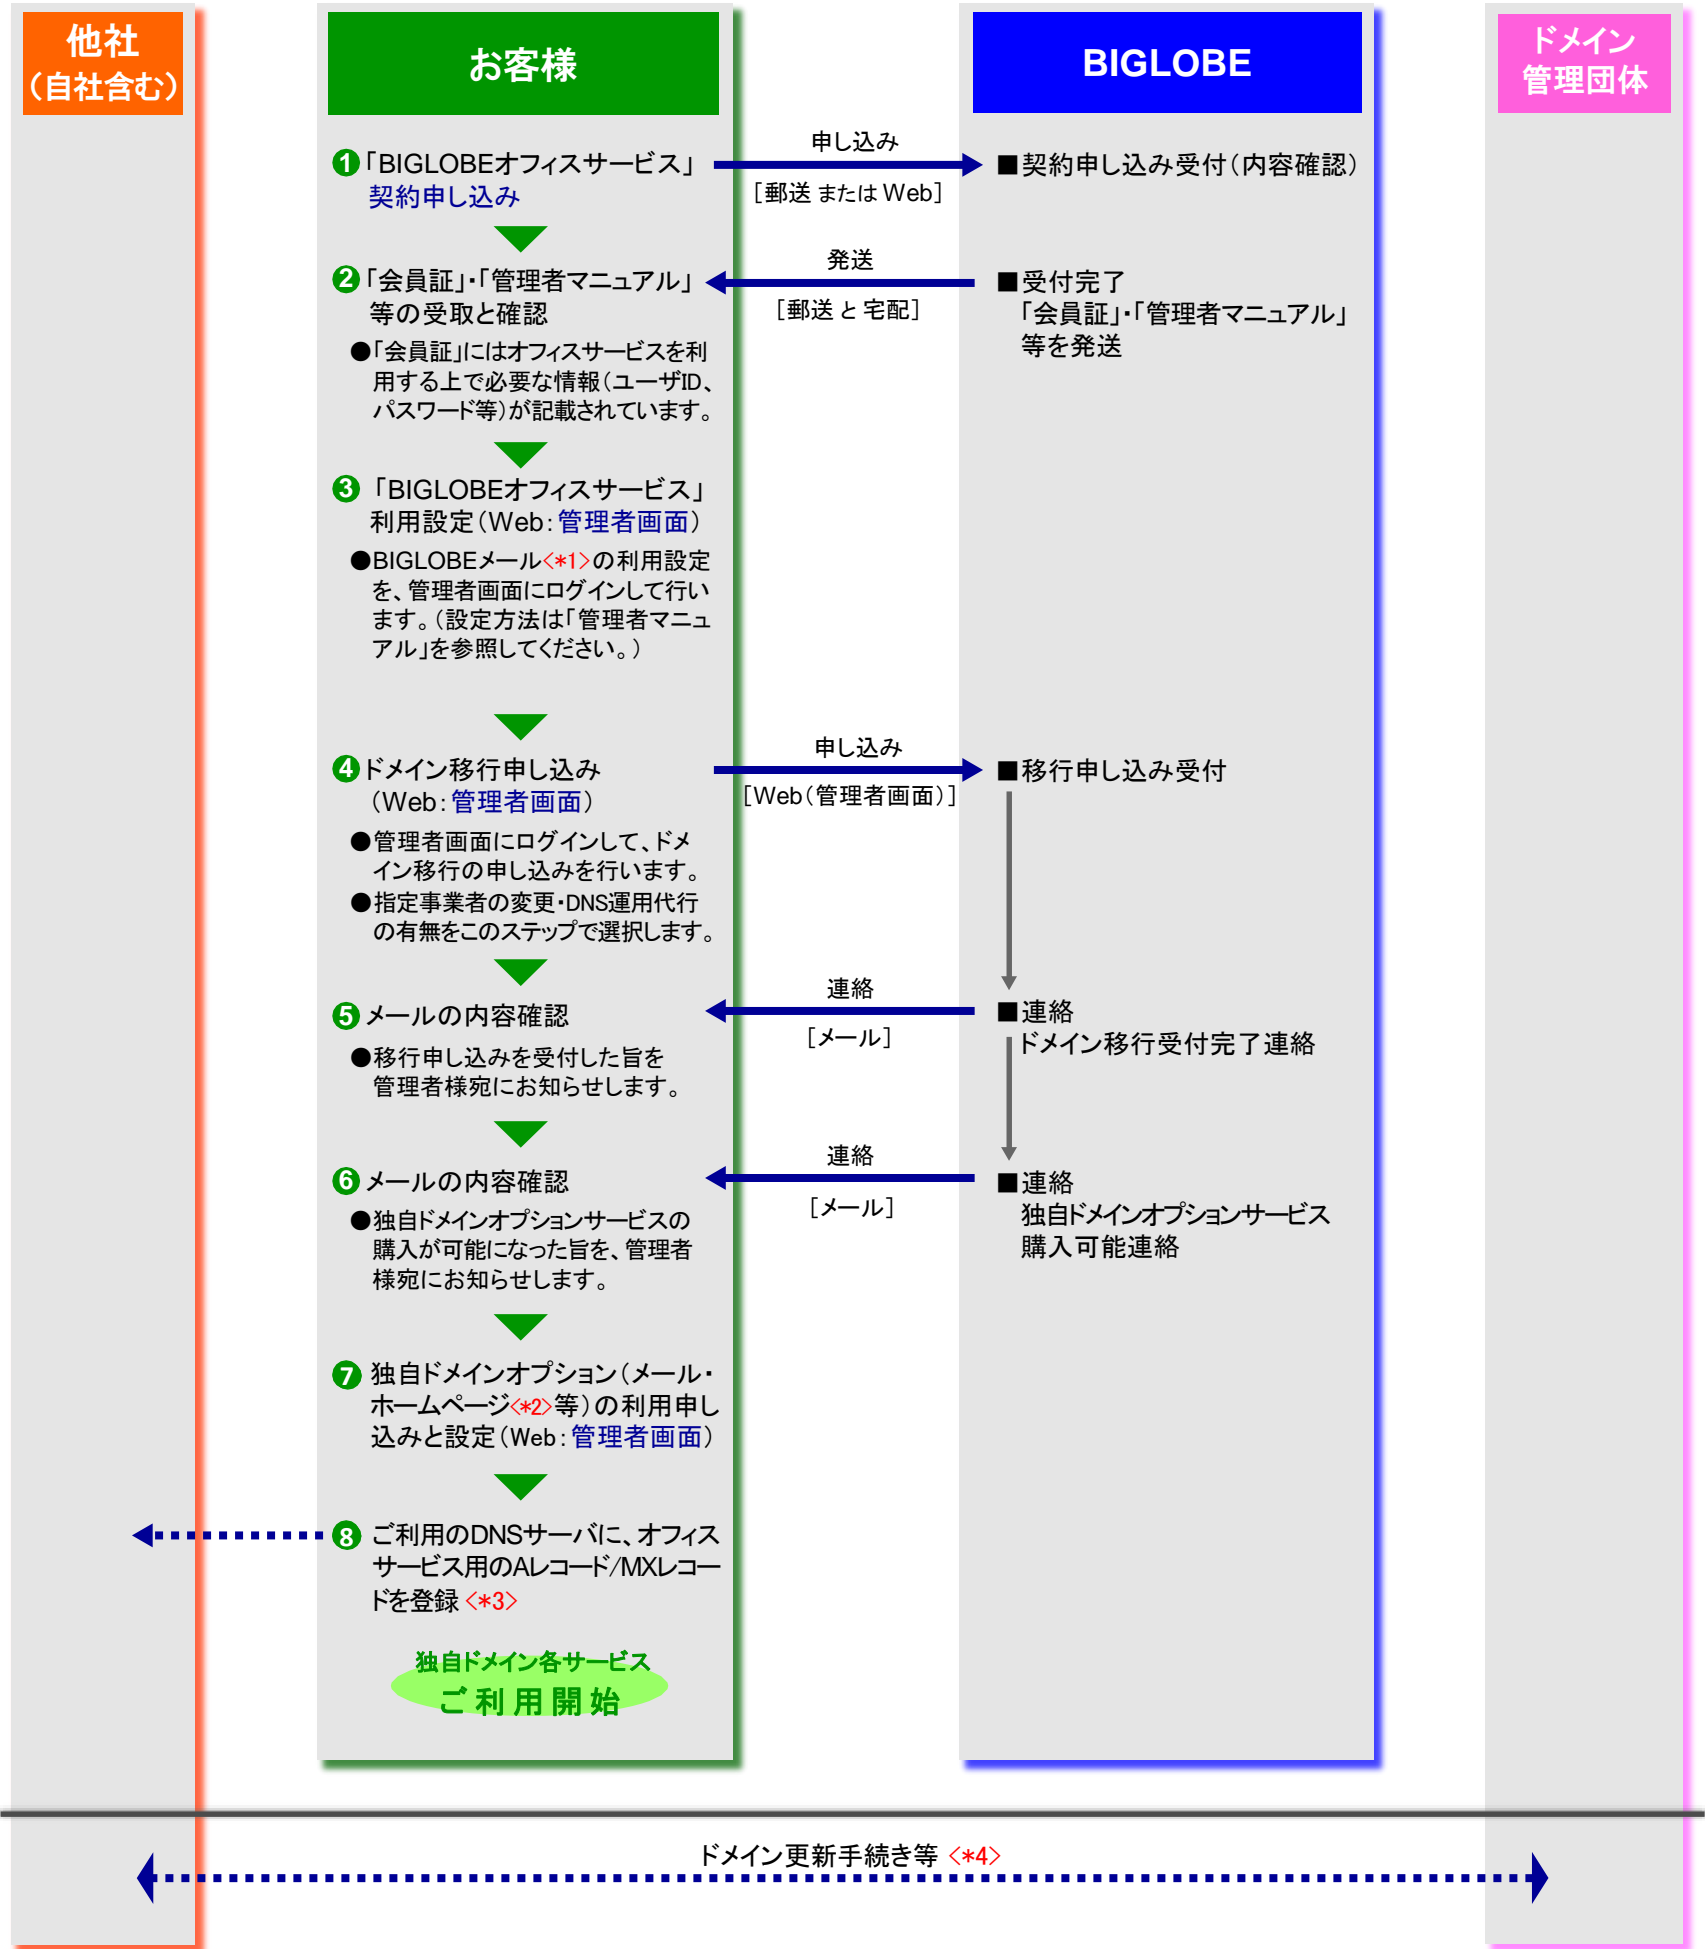 他社
（自社含む）
お客様
BIGLOBE
ドメイン
管理団体
❶「BIGLOBEオフィスサービス」
契約申し込み
申し込み
［郵送 または Web］
■契約申し込み受付（内容確認）
❷「会員証」・「管理者マニュアル」
等の受取と確認
●「会員証」にはオフィスサービスを利
用する上で必要な情報（ユーザID、
パスワード等）が記載されています。
発送
［郵送 と 宅配］
■受付完了
「会員証」・「管理者マニュアル」
等を発送
❸「BIGLOBEオフィスサービス」
利用設定（Web：管理者画面）
●BIGLOBEメール<*1>の利用設定
を、管理者画面にログインして行い
ます。（設定方法は「管理者マニュ
アル」を参照してください。）
❹ドメイン移行申し込み
（Web：管理者画面）
●管理者画面にログインして、ドメ
イン移行の申し込みを行います。
●指定事業者の変更・DNS運用代行
の有無をこのステップで選択します。
申し込み
［Web（管理者画面）］
■移行申し込み受付
❺メールの内容確認
●移行申し込みを受付した旨を
管理者様宛にお知らせします。
連絡
［メール］
■連絡
ドメイン移行受付完了連絡
❻メールの内容確認
●独自ドメインオプションサービスの
購入が可能になった旨を、管理者
様宛にお知らせします。
連絡
［メール］
■連絡
独自ドメインオプションサービス
購入可能連絡
❼独自ドメインオプション（メール・
ホームページ<*2>等）の利用申し
込みと設定（Web：管理者画面）
❽ご利用のDNSサーバに、オフィス
サービス用のAレコード/MXレコー
ドを登録 <*3>
独自ドメイン各サービス
ご利用開始
ドメイン更新手続き等 <*4>